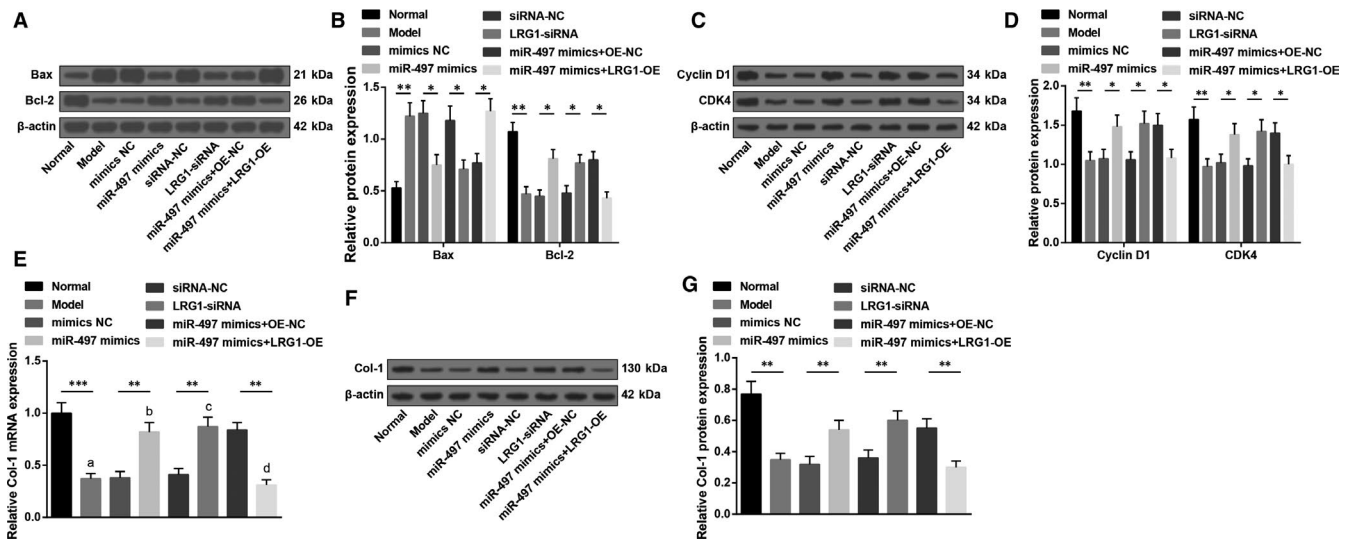 A
Bax
21 kDa
Bcl-2
26 kDa
β-actin
42 kDa
Normal
Model
mimics NC
miR-497 mimics
siRNA-NC
LRG1-siRNA
miR-497 mimics+OE-NC
miR-497 mimics+LRG1-OE
B
Normal
Model
mimics NC
miR-497 mimics
siRNA-NC
LRG1-siRNA
miR-497 mimics+OE-NC
miR-497 mimics+LRG1-OE
Relative protein expression
1.5
1.0
0.5
0.0
** * * *
** * * *
Bax
Bcl-2
C
Cyclin D1
34 kDa
CDK4
34 kDa
β-actin
42 kDa
Normal
Model
mimics NC
miR-497 mimics
siRNA-NC
LRG1-siRNA
miR-497 mimics+OE-NC
miR-497 mimics+LRG1-OE
D
Normal
Model
mimics NC
miR-497 mimics
siRNA-NC
LRG1-siRNA
miR-497 mimics+OE-NC
miR-497 mimics+LRG1-OE
Relative protein expression
2.0
1.5
1.0
0.5
0.0
** * * *
** * * *
Cyclin D1
CDK4
E
Normal
Model
mimics NC
miR-497 mimics
siRNA-NC
LRG1-siRNA
miR-497 mimics+OE-NC
miR-497 mimics+LRG1-OE
Relative Col-1 mRNA expression
1.5
1.0
0.5
0.0
*** ** ** **
a
b
c
d
F
Col-1
130 kDa
β-actin
42 kDa
Normal
Model
mimics NC
miR-497 mimics
siRNA-NC
LRG1-siRNA
miR-497 mimics+OE-NC
miR-497 mimics+LRG1-OE
G
Normal
Model
mimics NC
miR-497 mimics
siRNA-NC
LRG1-siRNA
miR-497 mimics+OE-NC
miR-497 mimics+LRG1-OE
Relative Col-1 protein expression
1.0
0.8
0.6
0.4
0.2
0.0
** ** ** **